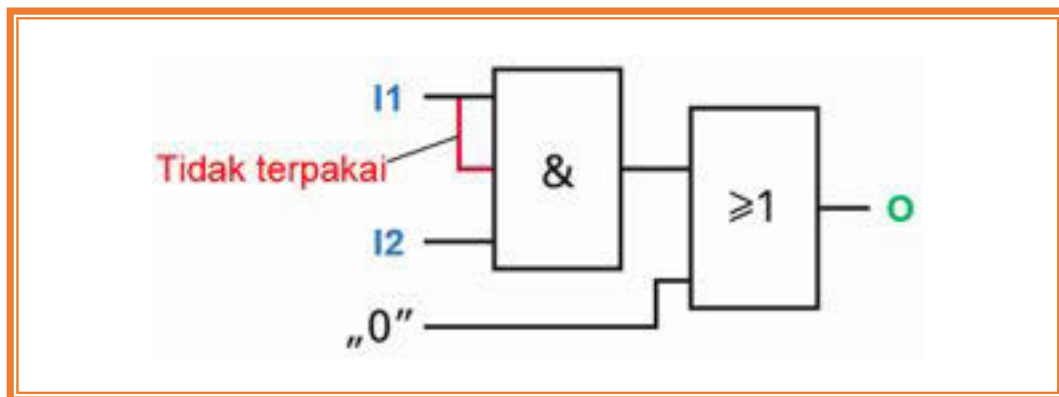 I1
Tidak terpakai
&
≥1
O
I2
„0”